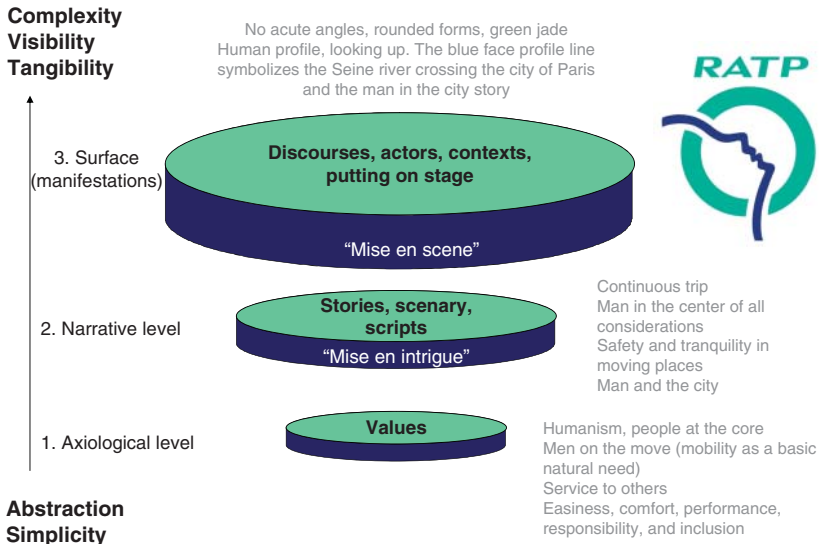 Complexity
Visibility
Tangibility
No acute angles, rounded forms, green jade
Human profile, looking up. The blue face profile line
symbolizes the Seine river crossing the city of Paris
and the man in the city story
RATP
3. Surface
(manifestations)
Discourses, actors, contexts,
putting on stage
“Mise en scene”
2. Narrative level
Stories, scenary,
scripts
“Mise en intrigue”
Continuous trip
Man in the center of all
considerations
Safety and tranquility in
moving places
Man and the city
1. Axiological level
Values
Humanism, people at the core
Men on the move (mobility as a basic
natural need)
Service to others
Easiness, comfort, performance,
responsibility, and inclusion
Abstraction
Simplicity